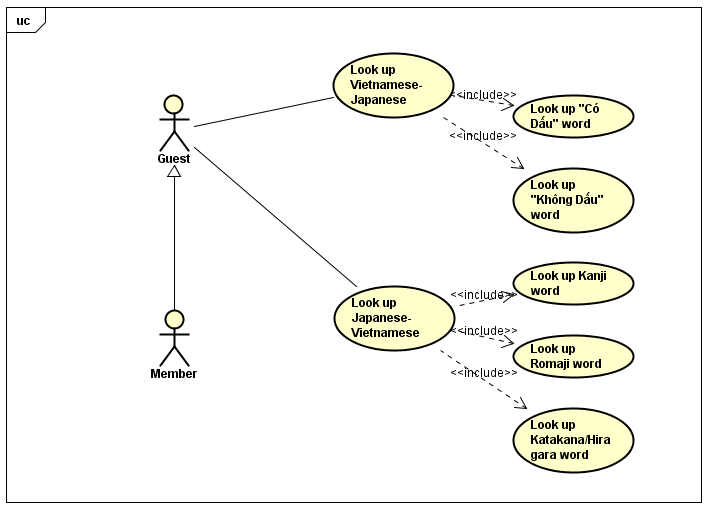 uc
Look up
Vietnamese-
Japanese
<<include>>
Look up "Có
Dấu" word
<<include>>
Guest
Look up
"Không Dấu"
word
Look up
Japanese-
Vietnamese
<<include>>
Look up Kanji
word
<<include>>
Look up
Romaji word
Member
<<include>>
Look up
Katakana/Hira
gara word